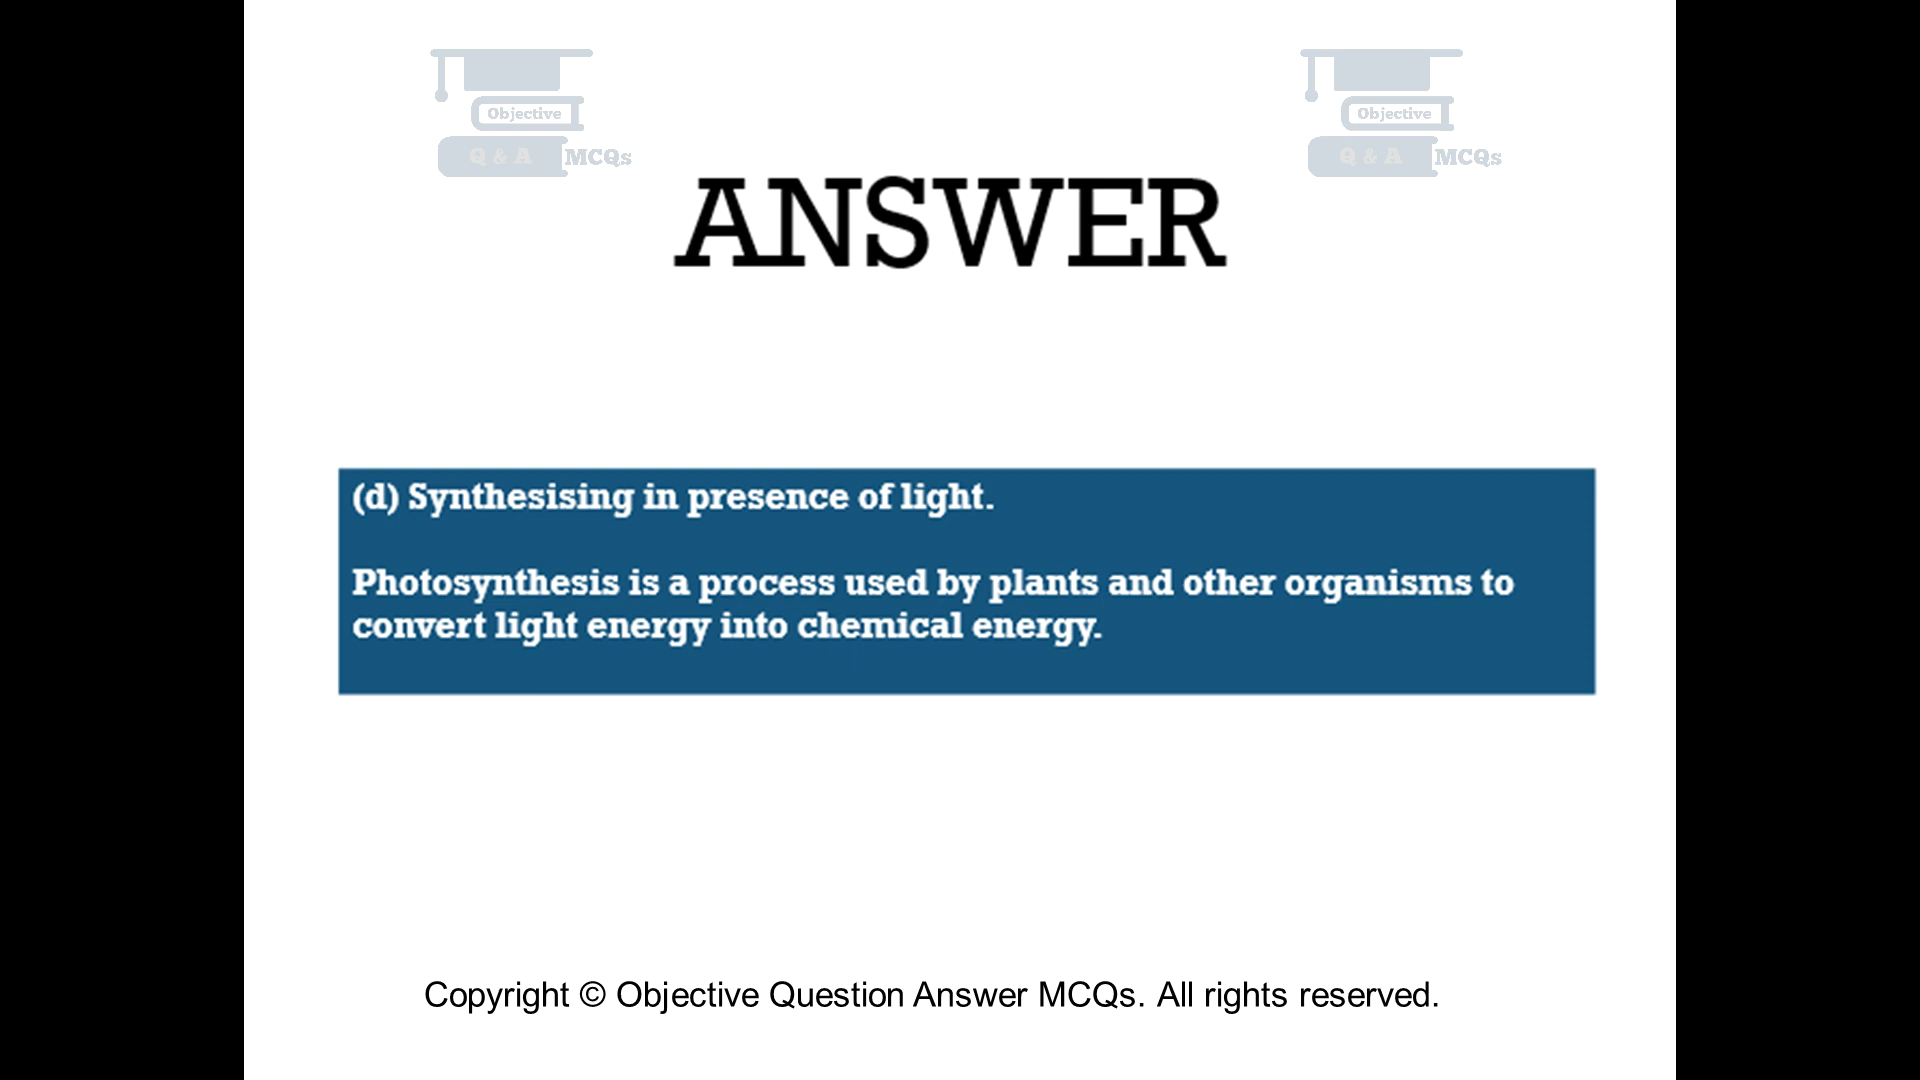 Objective
Q & A MCQs
Objective
Q & A MCQs
ANSWER
(d) Synthesising in presence of light.
Photosynthesis is a process used by plants and other organisms to
convert light energy into chemical energy.
Copyright © Objective Question Answer MCQs. All rights reserved.